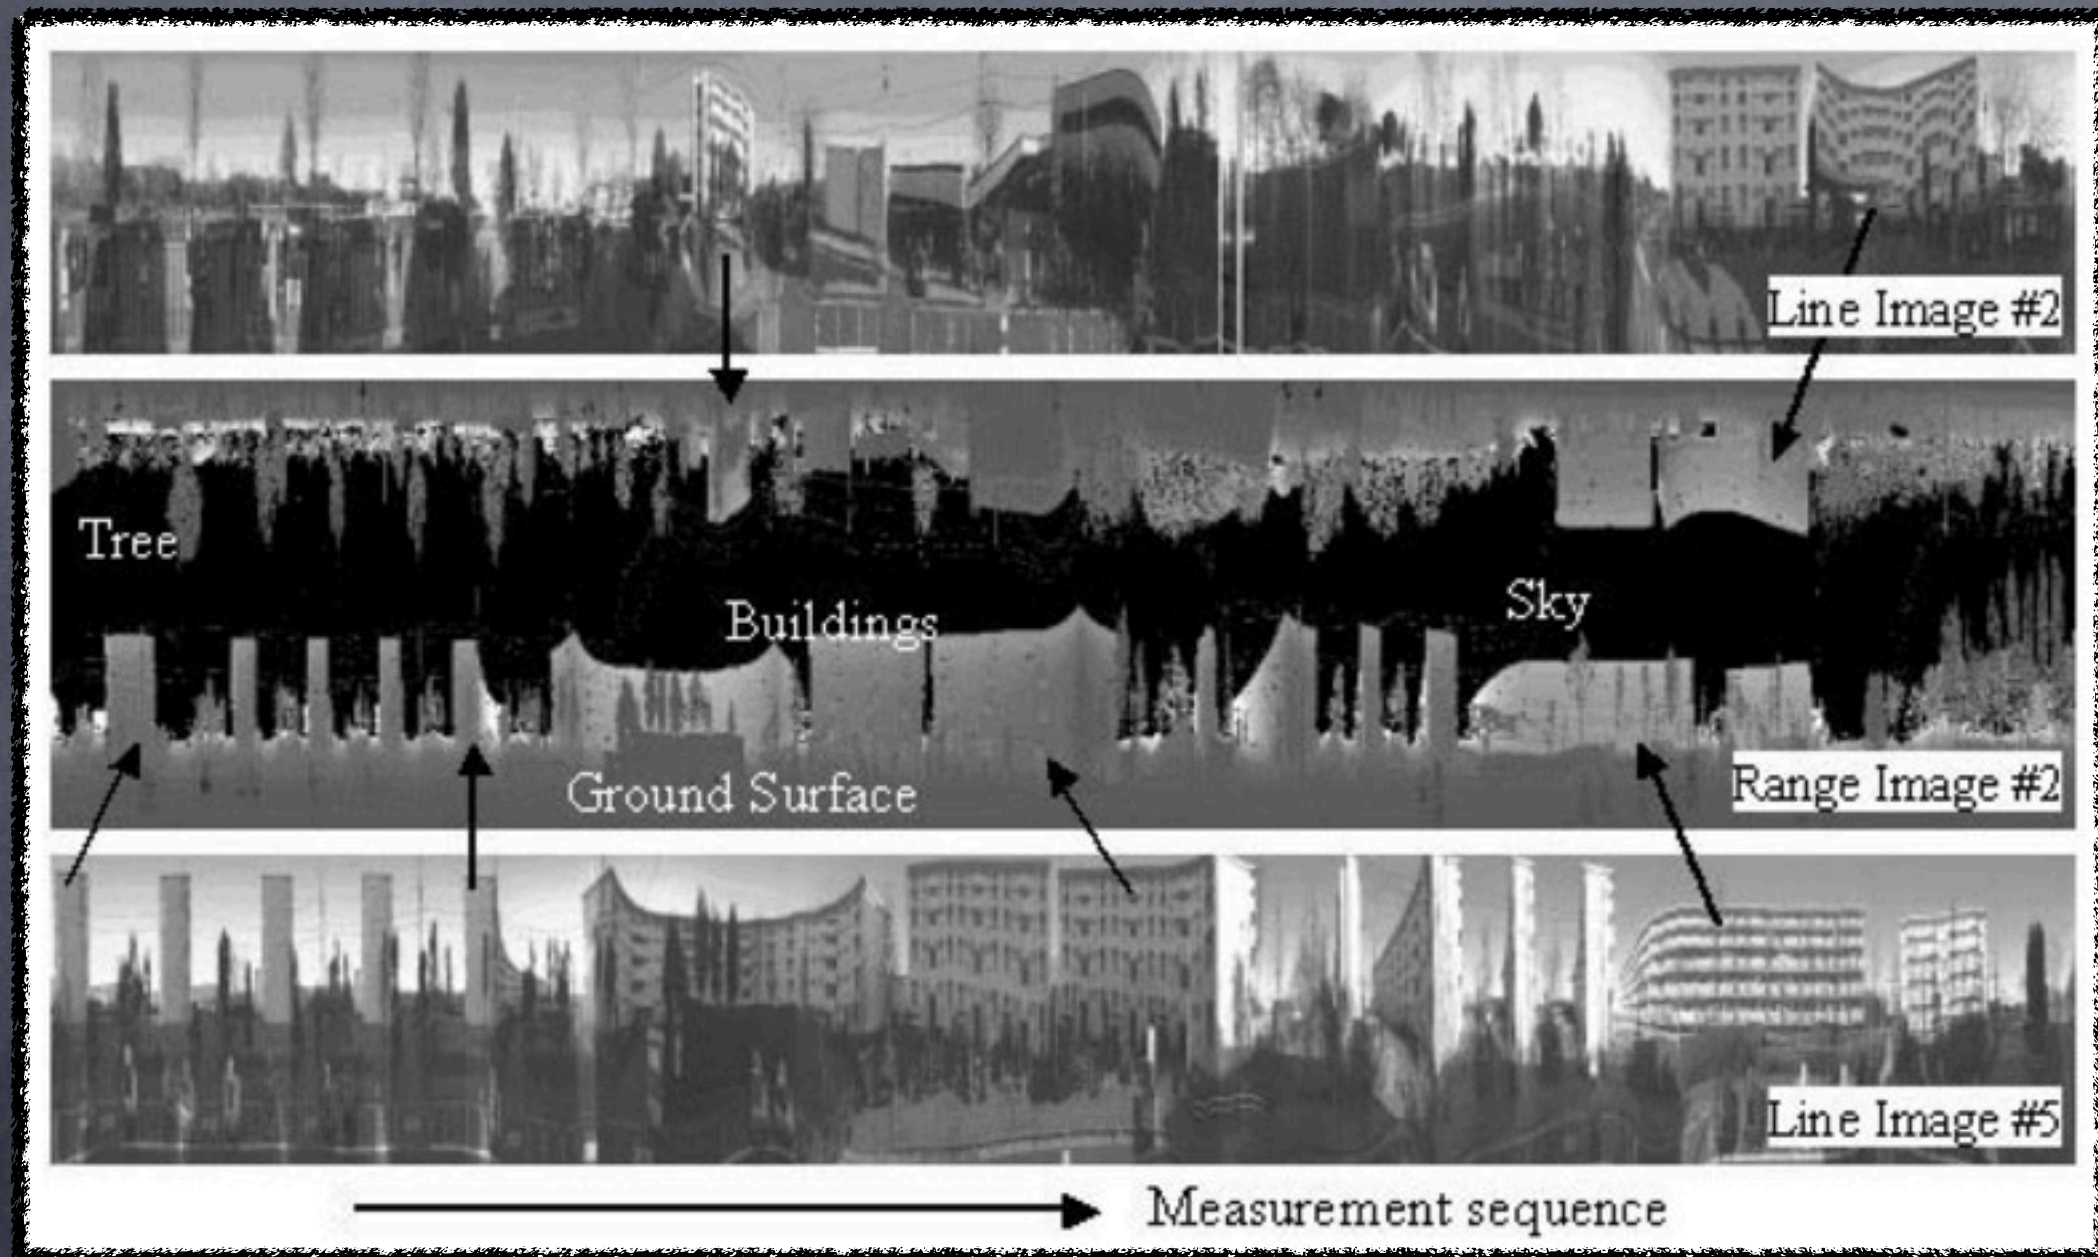 Line Image #2
Tree
Buildings
Sky
Ground Surface
Range Image #2
Line Image #5
Measurement sequence